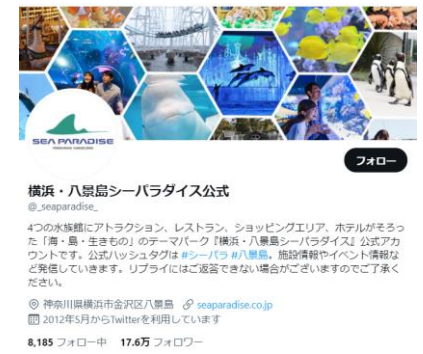 SEA PARADISE
フォロー
横浜・八景島シーパラダイス公式
@_seaparadise_
4つの水族館にアトラクション、レストラン、ショッピングエリア、ホテルがそろっ
た「海・島・生きもの」のテーマパーク『横浜・八景島シーパラダイス』公式アカ
ウントです。公式ハッシュタグは #シーパラ #八景島。施設情報やイベント情報な
ど発信していきます。リプライにはご返答できない場合がございますのでご了承く
ださい。
神奈川県横浜市金沢区八景島 seaparadise.co.jp
2012年5月からTwitterを利用しています
8,185 フォロー中 17.6万 フォロワー